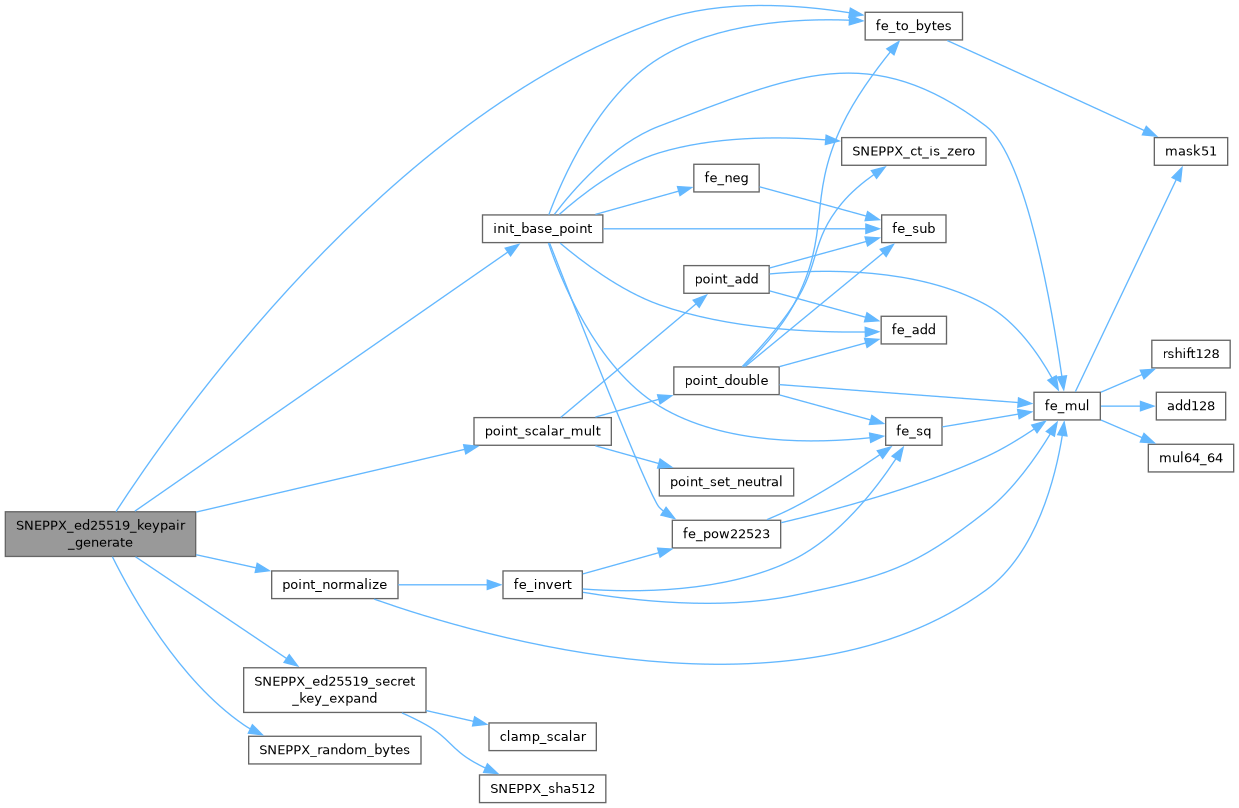 fe_to_bytes
SNEPPX_ct_is_zero
mask51
fe_neg
init_base_point
fe_sub
point_add
fe_add
rshift128
point_double
fe_mul
add128
point_scalar_mult
fe_sq
mul64_64
point_set_neutral
SNEPPX_ed25519_keypair
_generate
fe_pow22523
point_normalize
fe_invert
SNEPPX_ed25519_secret
_key_expand
clamp_scalar
SNEPPX_random_bytes
SNEPPX_sha512